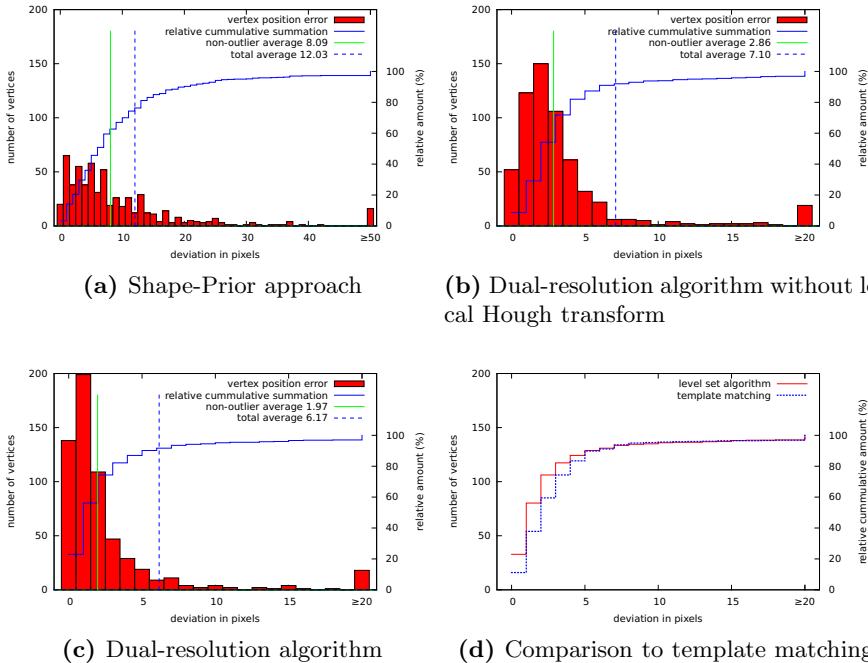 200
150
100
50
0
number of vertices
vertex position error
relative cummulative summation
non-outlier average 8.09
total average 12.03
100
80
60
40
20
0
relative amount (%)
0 10 20 30 40 ≥50
deviation in pixels
(a) Shape-Prior approach
200
150
100
50
0
number of vertices
vertex position error
relative cummulative summation
non-outlier average 2.86
total average 7.10
100
80
60
40
20
0
relative amount (%)
0 5 10 15 ≥20
deviation in pixels
(b) Dual-resolution algorithm without lo
cal Hough transform
200
150
100
50
0
number of vertices
vertex position error
relative cummulative summation
non-outlier average 1.97
total average 6.17
100
80
60
40
20
0
relative amount (%)
0 5 10 15 ≥20
deviation in pixels
(c) Dual-resolution algorithm
200
150
100
50
0
number of vertices
level set algorithm
template matching
100
80
60
40
20
0
relative cummulative amount (%)
0 5 10 15 ≥20
deviation in pixels
(d) Comparison to template matching